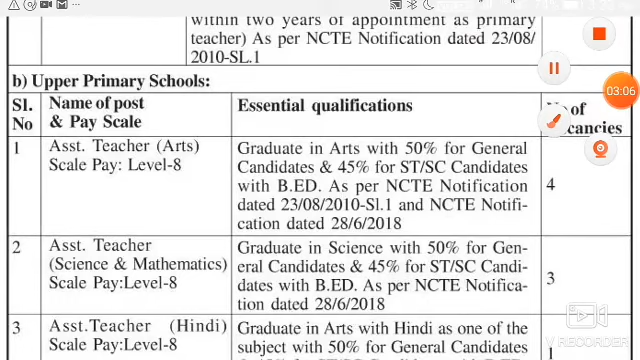 within two years of appointment as primary
teacher) As per NCTE Notification dated 23/08/
2010-SL.1
b) Upper Primary Schools:
Sl. No
Name of post & Pay Scale
Essential qualifications
No of Vacancies
1
Asst. Teacher (Arts)
Scale Pay: Level-8
Graduate in Arts with 50% for General
Candidates & 45% for ST/SC Candidates
with B.ED. As per NCTE Notification
dated 23/08/2010-Sl.1 and NCTE Notifi-
cation dated 28/6/2018
4
2
Asst. Teacher
(Science & Mathematics)
Scale Pay:Level-8
Graduate in Science with 50% for Gen-
eral Candidates & 45% for ST/SC Candi-
dates with B.ED. As per NCTE Notifica-
tion dated 28/6/2018
3
3
Asst.Teacher (Hindi)
Scale Pay:Level-8
Graduate in Arts with Hindi as one of the
subject with 50% for General Candidates
03:06
V RECORDER